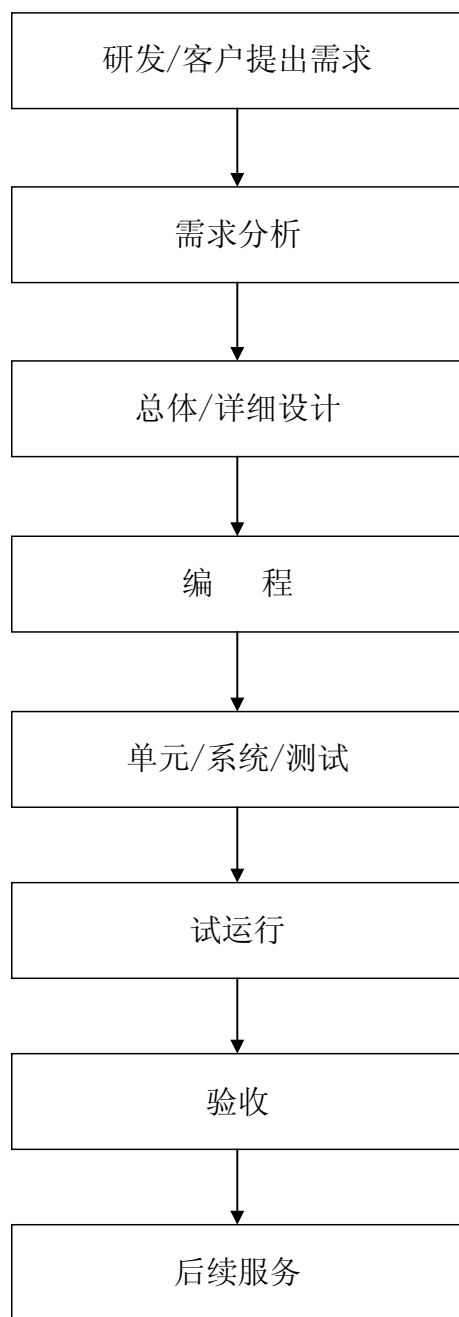 研发/客户提出需求
需求分析
总体/详细设计
编 程
单元/系统/测试
试运行
验收
后续服务